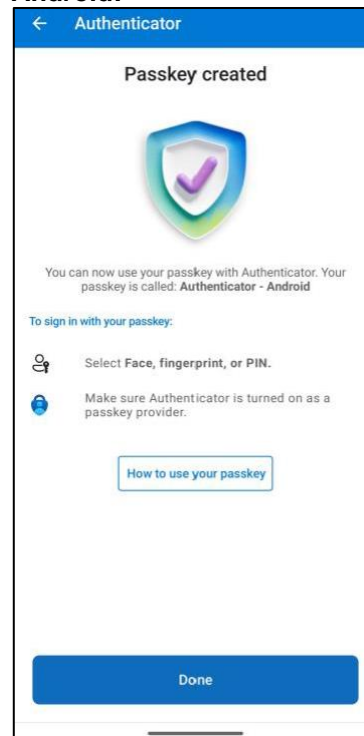 Android.
Authenticator
Passkey created
You can now use your passkey with Authenticator. Your
passkey is called: Authenticator - Android
To sign in with your passkey:
Select Face, fingerprint, or PIN.
Make sure Authenticator is turned on as a
passkey provider.
How to use your passkey
Done